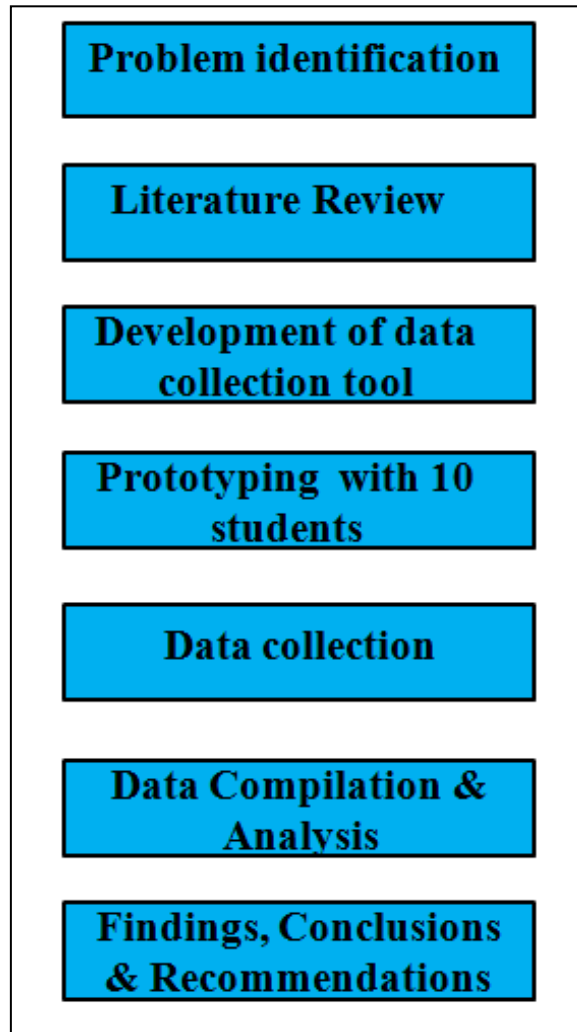 Problem identification
Literature Review
Development of data
collection tool
Prototyping with 10
students
Data collection
Data Compilation &
Analysis
Findings, Conclusions
& Recommendations